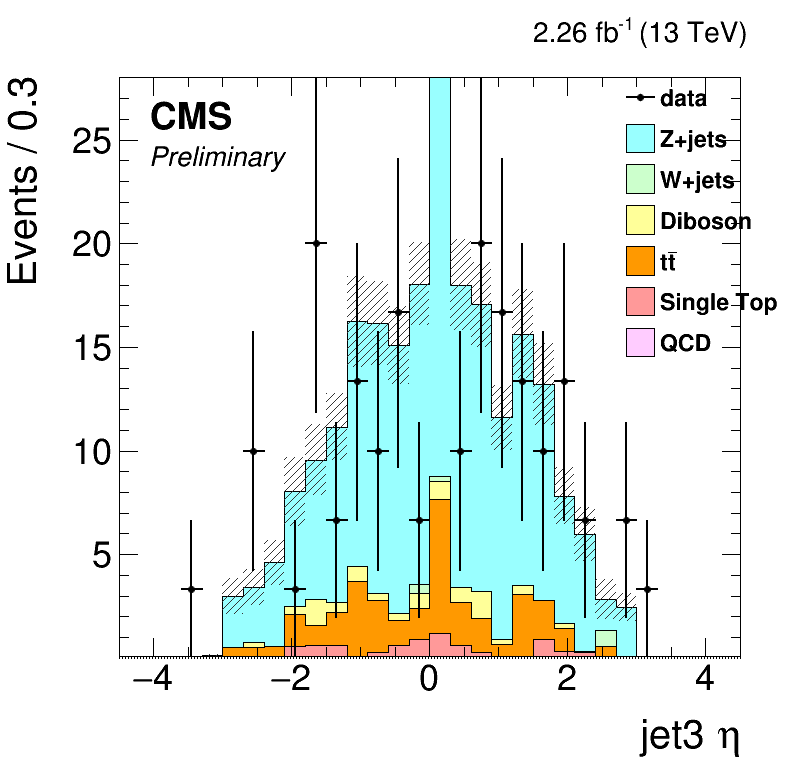 2.26 fb⁻¹ (13 TeV)
CMS
Preliminary
data
Z+jets
W+jets
Diboson
tt̄
Single Top
QCD
Events / 0.3
25
20
15
10
5
−4 −2 0 2 4
jet3 η